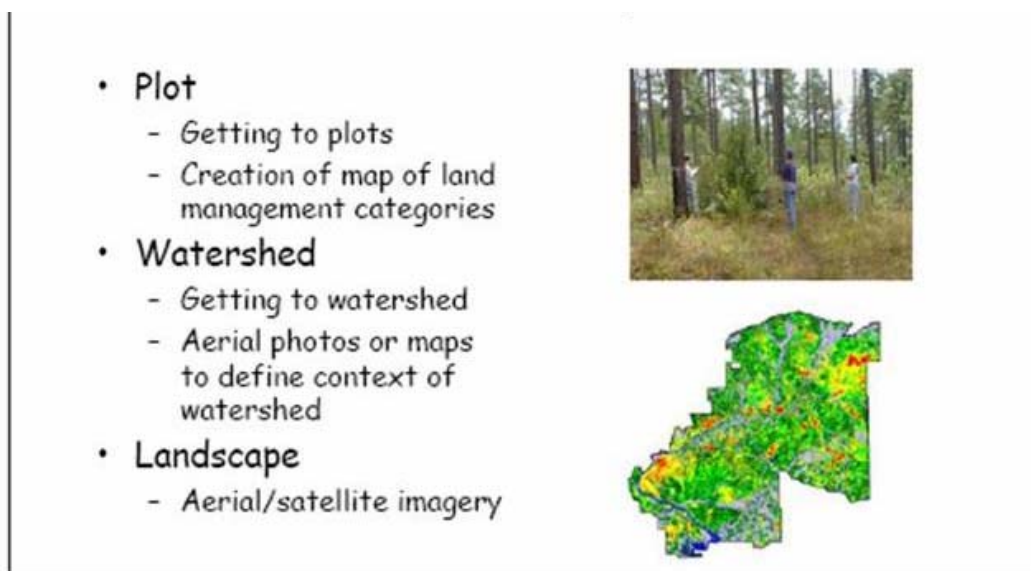 • Plot
- Getting to plots
- Creation of map of land
management categories
• Watershed
- Getting to watershed
- Aerial photos or maps
to define context of
watershed
• Landscape
- Aerial/satellite imagery